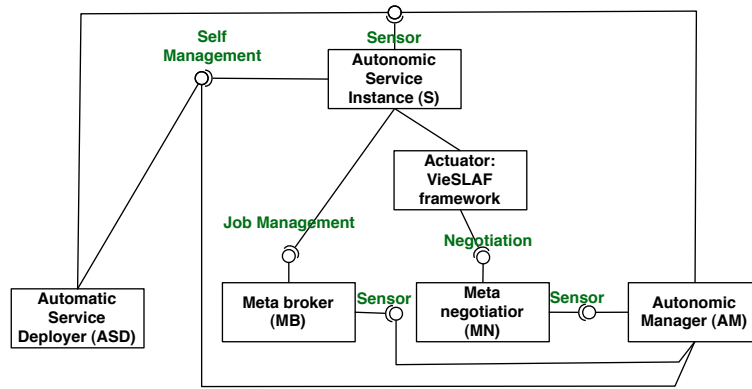 Self
Management
Sensor
Autonomic
Service
Instance (S)
Actuator:
VieSLAF
framework
Job Management
Negotiation
Automatic
Service
Deployer (ASD)
Meta broker
(MB)
Sensor
Meta
negotiatior
(MN)
Sensor
Autonomic
Manager (AM)